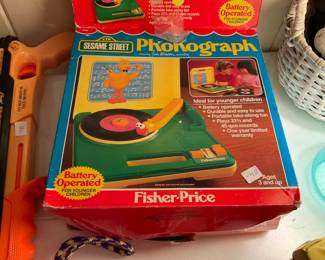 Battery
Operated
FOR YOUNGER
CHILDREN
CTW
SESAME STREET
Phonograph
Ideal for younger children
• Battery operated
• Durable and easy to use
• Portable take-along fun
• Plays 33⅓ and
45 rpm records
• One year limited
warranty
Battery
Operated
FOR YOUNGER
CHILDREN
Fisher-Price
Ages
3 and up